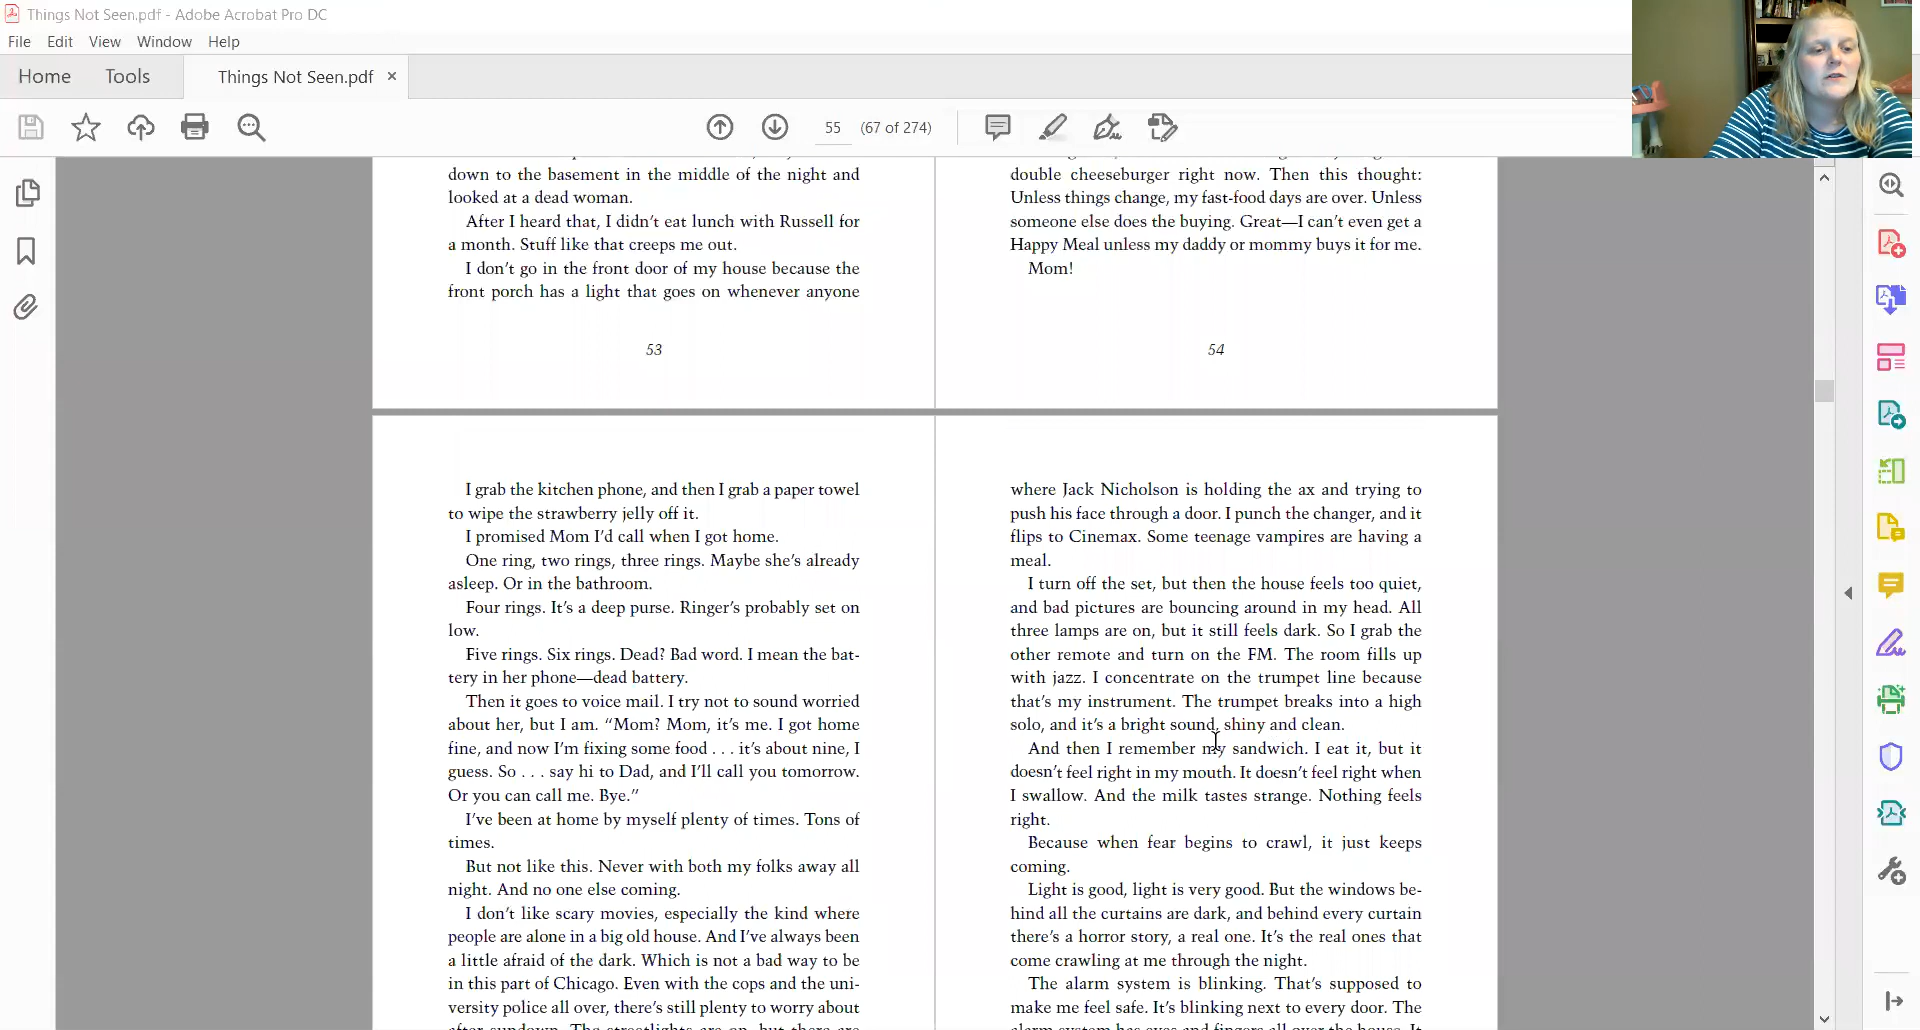 Things Not Seen.pdf - Adobe Acrobat Pro DC
File Edit View Window Help
Home Tools Things Not Seen.pdf ×
55 (67 of 274)
down to the basement in the middle of the night and
looked at a dead woman.
After I heard that, I didn't eat lunch with Russell for
a month. Stuff like that creeps me out.
I don't go in the front door of my house because the
front porch has a light that goes on whenever anyone
53
double cheeseburger right now. Then this thought:
Unless things change, my fast-food days are over. Unless
someone else does the buying. Great—I can't even get a
Happy Meal unless my daddy or mommy buys it for me.
Mom!
54
I grab the kitchen phone, and then I grab a paper towel
to wipe the strawberry jelly off it.
I promised Mom I'd call when I got home.
One ring, two rings, three rings. Maybe she's already
asleep. Or in the bathroom.
Four rings. It's a deep purse. Ringer's probably set on
low.
Five rings. Six rings. Dead? Bad word. I mean the bat-
tery in her phone—dead battery.
Then it goes to voice mail. I try not to sound worried
about her, but I am. "Mom? Mom, it's me. I got home
fine, and now I'm fixing some food . . . it's about nine, I
guess. So . . . say hi to Dad, and I'll call you tomorrow.
Or you can call me. Bye."
I've been at home by myself plenty of times. Tons of
times.
But not like this. Never with both my folks away all
night. And no one else coming.
I don't like scary movies, especially the kind where
people are alone in a big old house. And I've always been
a little afraid of the dark. Which is not a bad way to be
in this part of Chicago. Even with the cops and the uni-
versity police all over, there's still plenty to worry about
after sundown. The streetlights are on, but there are
where Jack Nicholson is holding the ax and trying to
push his face through a door. I punch the changer, and it
flips to Cinemax. Some teenage vampires are having a
meal.
I turn off the set, but then the house feels too quiet,
and bad pictures are bouncing around in my head. All
three lamps are on, but it still feels dark. So I grab the
other remote and turn on the FM. The room fills up
with jazz. I concentrate on the trumpet line because
that's my instrument. The trumpet breaks into a high
solo, and it's a bright sound, shiny and clean.
And then I remember my sandwich. I eat it, but it
doesn't feel right in my mouth. It doesn't feel right when
I swallow. And the milk tastes strange. Nothing feels
right.
Because when fear begins to crawl, it just keeps
coming.
Light is good, light is very good. But the windows be-
hind all the curtains are dark, and behind every curtain
there's a horror story, a real one. It's the real ones that
come crawling at me through the night.
The alarm system is blinking. That's supposed to
make me feel safe. It's blinking next to every door. The
alarm system has eyes and fingers all over the house. It